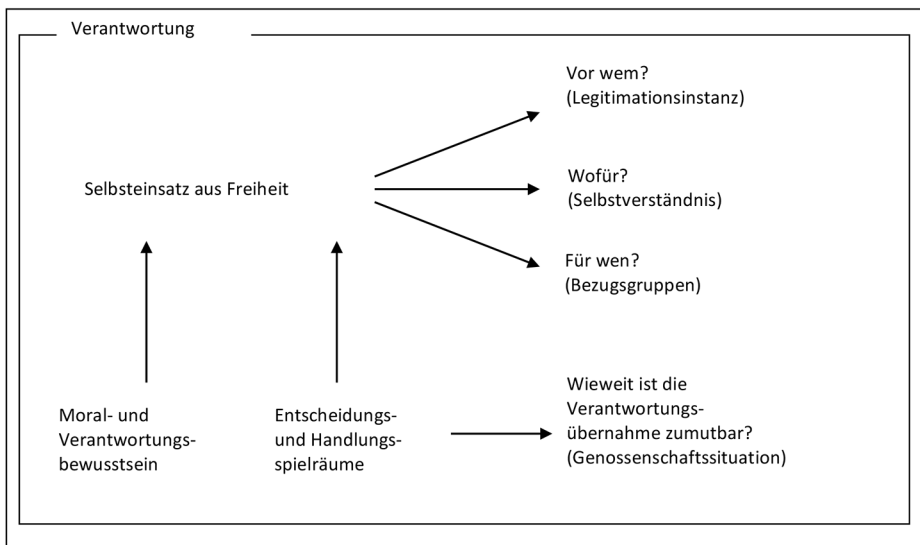 Verantwortung
Vor wem?
(Legitimationsinstanz)
Selbsteinsatz aus Freiheit
Wofür?
(Selbstverständnis)
Für wen?
(Bezugsgruppen)
Moral- und
Verantwortungs-
bewusstsein
Entscheidungs-
und Handlungs-
spielräume
Wieweit ist die
Verantwortungs-
übernahme zumutbar?
(Genossenschaftssituation)